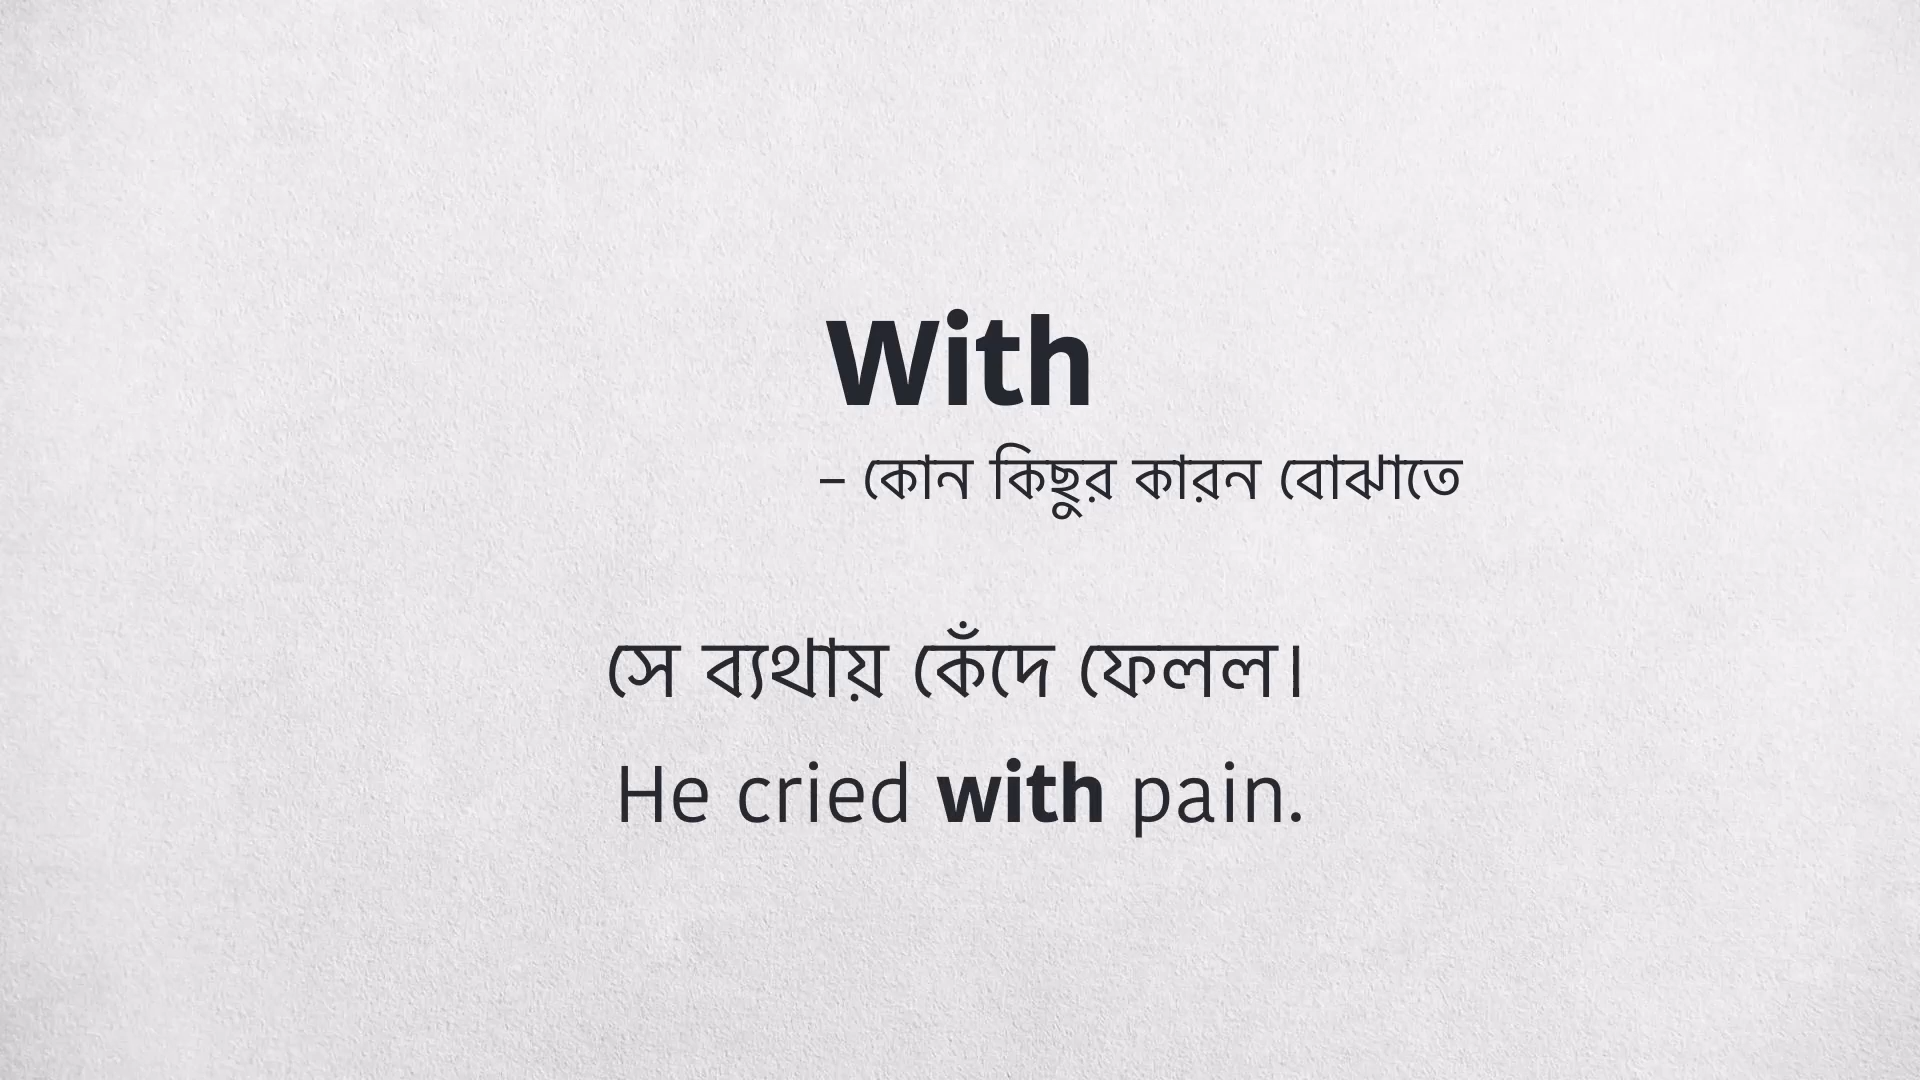 With
– কোন কিছুর কারন বোঝাতে
সে ব্যথায় কেঁদে ফেলল।
He cried with pain.